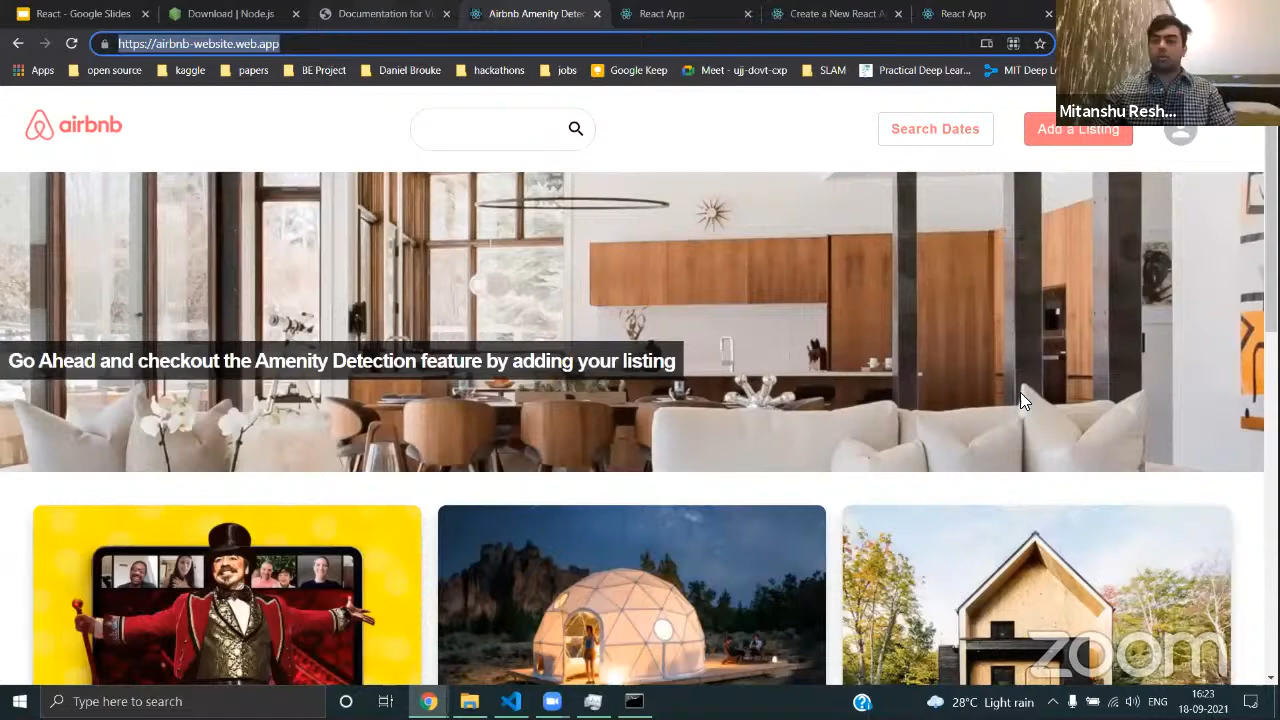 React - Google Slides
Download | Node.js
Documentation for Vi
Airbnb Amenity Dete
React App
Create a New React A
React App
https://airbnb-website.web.app
Apps
open source
kaggle
papers
BE Project
Daniel Brouke
hackathons
jobs
Google Keep
Meet - ujj-dovt-cxp
SLAM
Practical Deep Lear...
MIT Deep L
Mitanshu Resh...
airbnb
Search Dates
Add a Listing
Go Ahead and checkout the Amenity Detection feature by adding your listing
zoom
Type here to search
28°C Light rain
ENG
16:23
18-09-2021